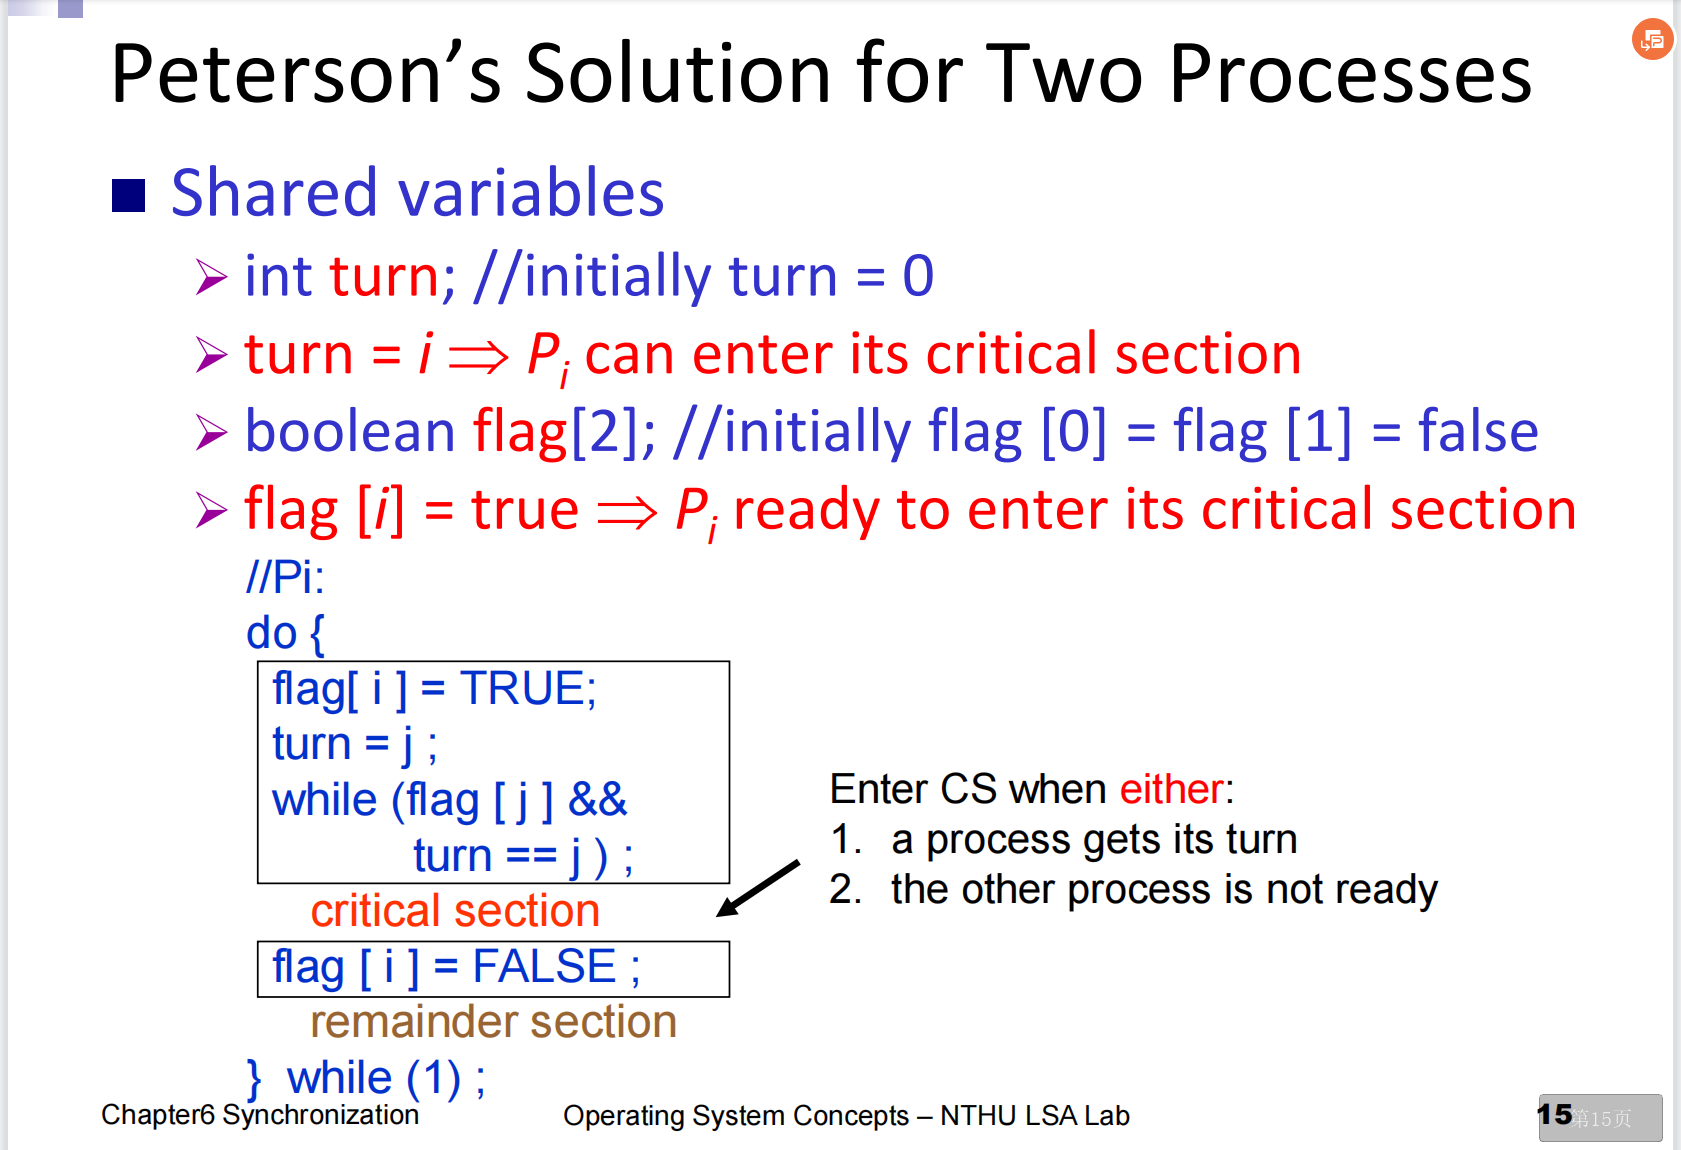 Peterson’s Solution for Two Processes
Shared variables
int turn; //initially turn = 0
turn = i ⇒ Pi can enter its critical section
boolean flag[2]; //initially flag [0] = flag [1] = false
flag [i] = true ⇒ Pi ready to enter its critical section
//Pi:
do {
flag[ i ] = TRUE;
turn = j ;
while (flag [ j ] &&
turn == j ) ;
critical section
flag [ i ] = FALSE ;
remainder section
} while (1) ;
Enter CS when either:
1. a process gets its turn
2. the other process is not ready
Chapter6 Synchronization
Operating System Concepts – NTHU LSA Lab
15
第15页